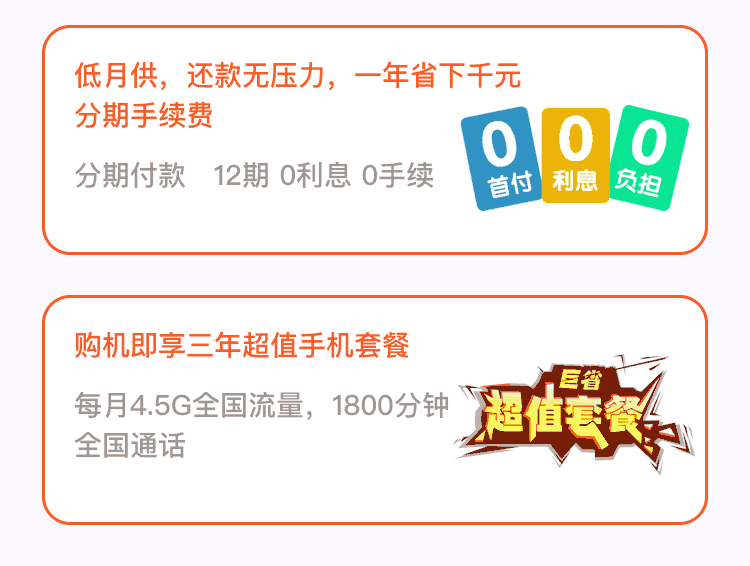 低月供，还款无压力，一年省下千元
分期手续费
分期付款 12期 0利息 0手续
0 0 0
首付 利息 负担
购机即享三年超值手机套餐
每月4.5G全国流量，1800分钟
全国通话
巨省
超值套餐